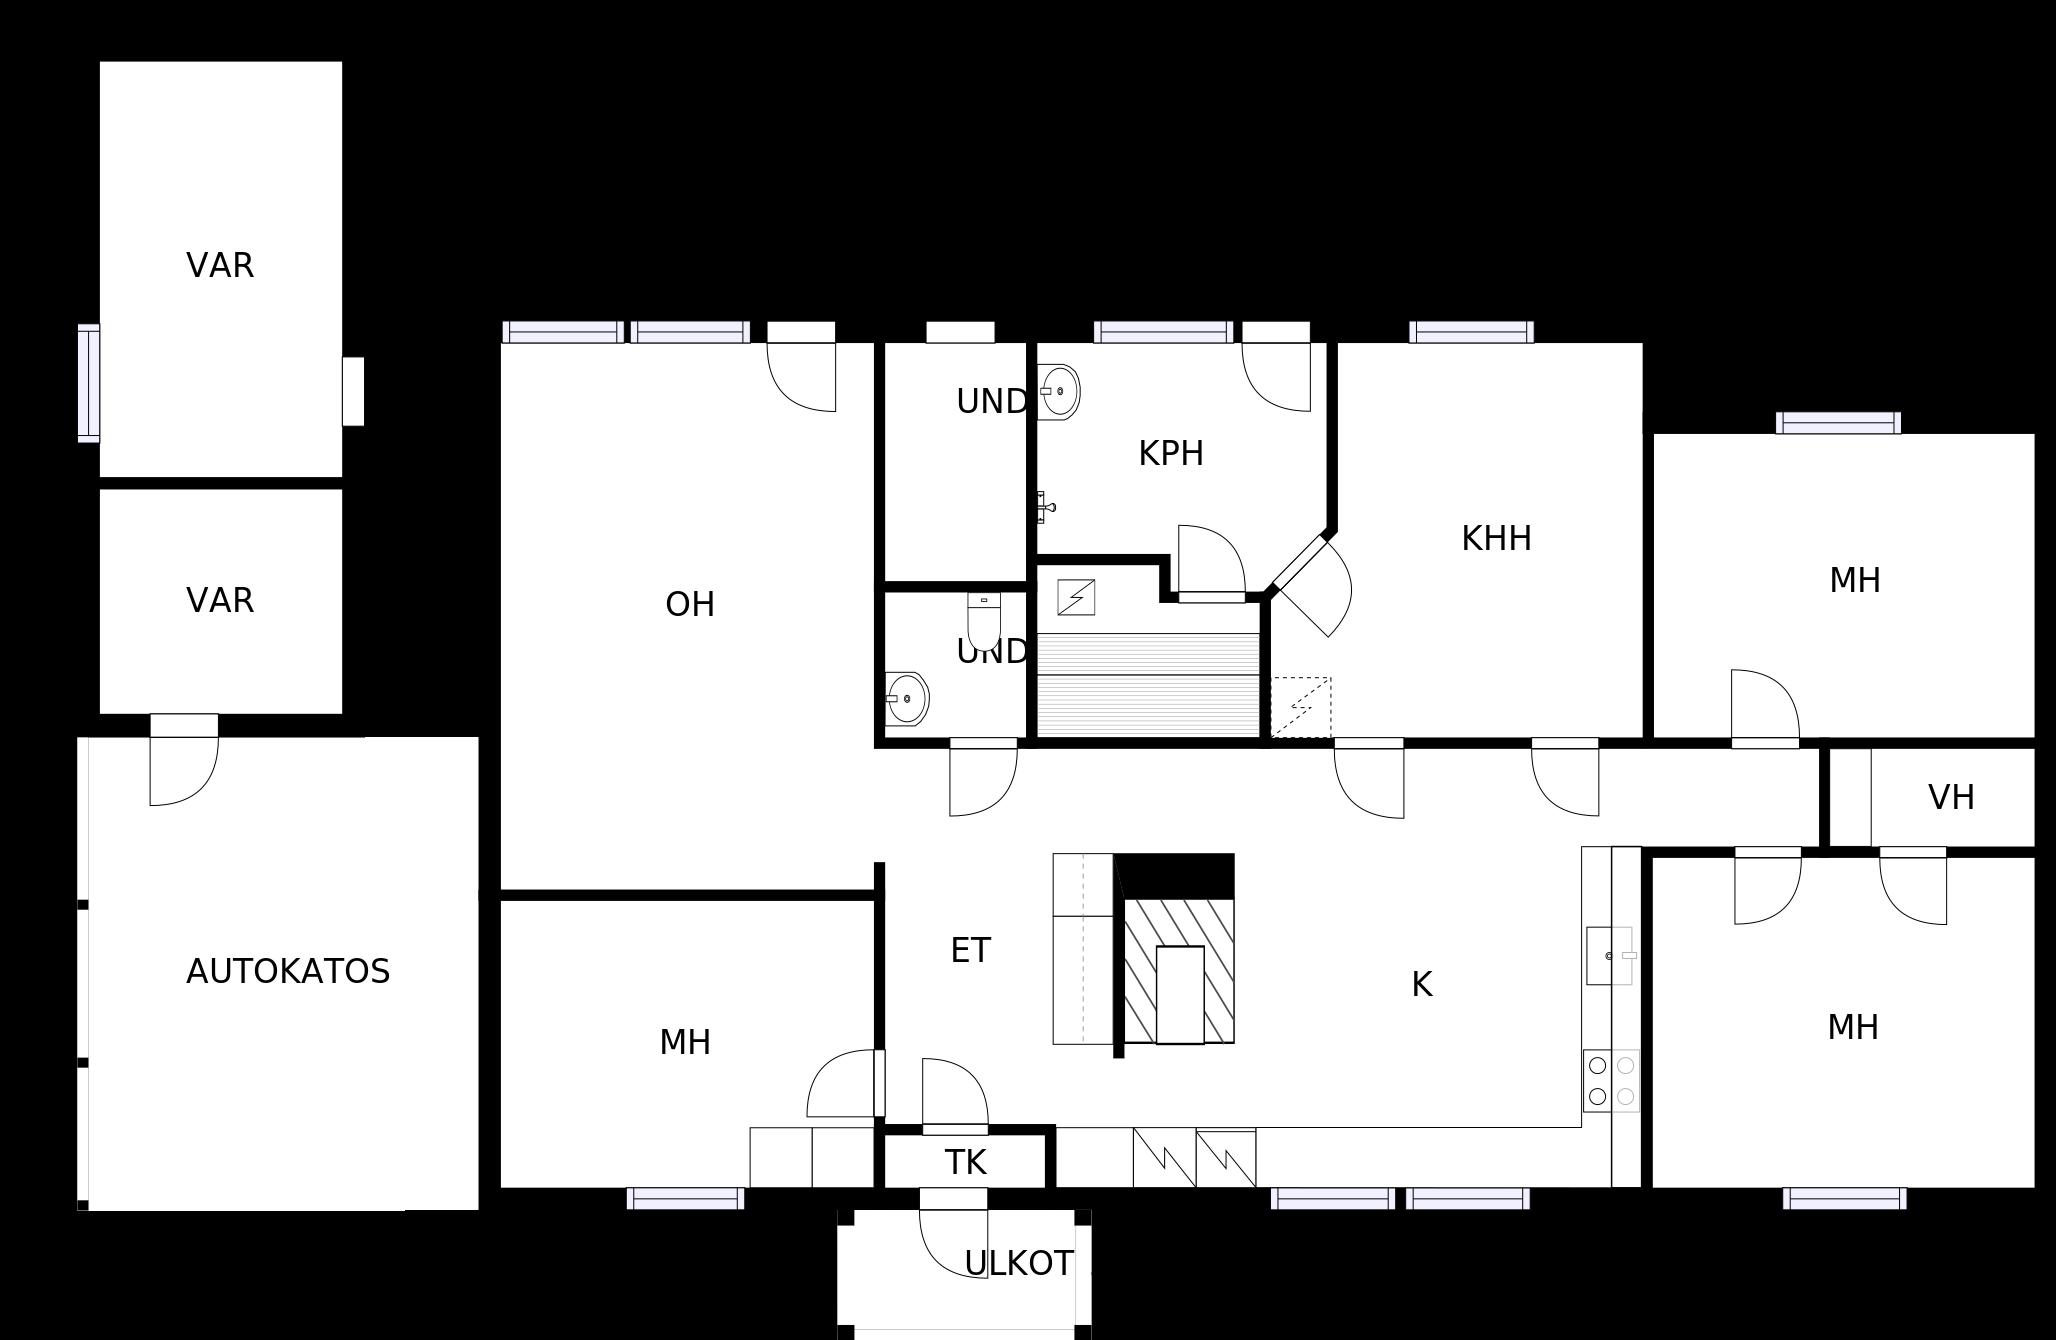 VAR
UND
KPH
KHH
MH
VAR
OH
UND
VH
AUTOKATOS
ET
K
MH
MH
TK
ULKOT